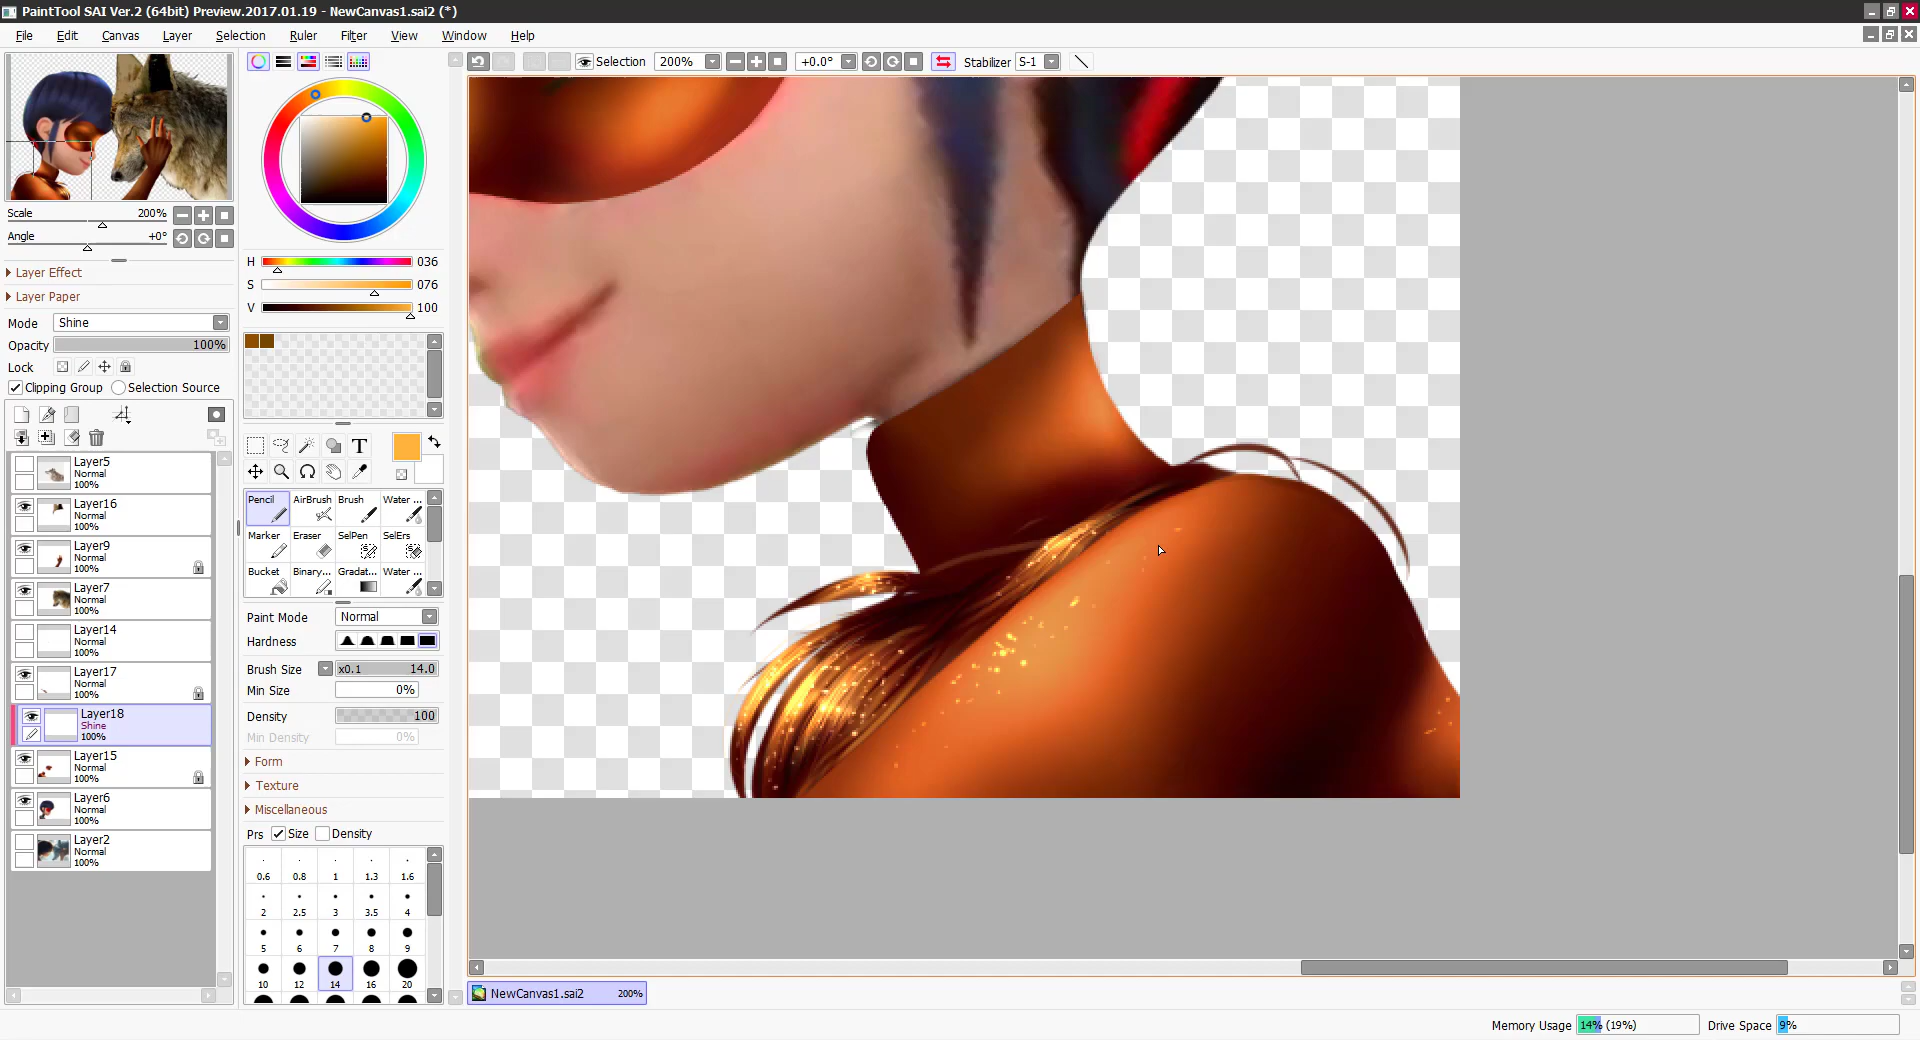 PaintTool SAI Ver.2 (64bit) Preview.2017.01.19 - NewCanvas1.sai2 (*)
File Edit Canvas Layer Selection Ruler Filter View Window Help
Selection 200% +0.0° Stabilizer S-1
Scale 200%
Angle +0°
Layer Effect
Layer Paper
Mode Shine
Opacity 100%
Lock
Clipping Group Selection Source
Layer5
Normal
100%
Layer16
Normal
100%
Layer9
Normal
100%
Layer7
Normal
100%
Layer14
Normal
100%
Layer17
Normal
100%
Layer18
Shine
100%
Layer15
Normal
100%
Layer6
Normal
100%
Layer2
Normal
100%
H 036
S 076
V 100
T
Pencil AirBrush Brush Water ...
Marker Eraser SelPen SelErs
Bucket Binary... Gradat... Water ...
Paint Mode Normal
Hardness
Brush Size x0.1 14.0
Min Size 0%
Density 100
Min Density 0%
Form
Texture
Miscellaneous
Prs Size Density
0.6 0.8 1 1.3 1.6
2 2.5 3 3.5 4
5 6 7 8 9
10 12 14 16 20
NewCanvas1.sai2 200%
Memory Usage 14% (19%) Drive Space 9%